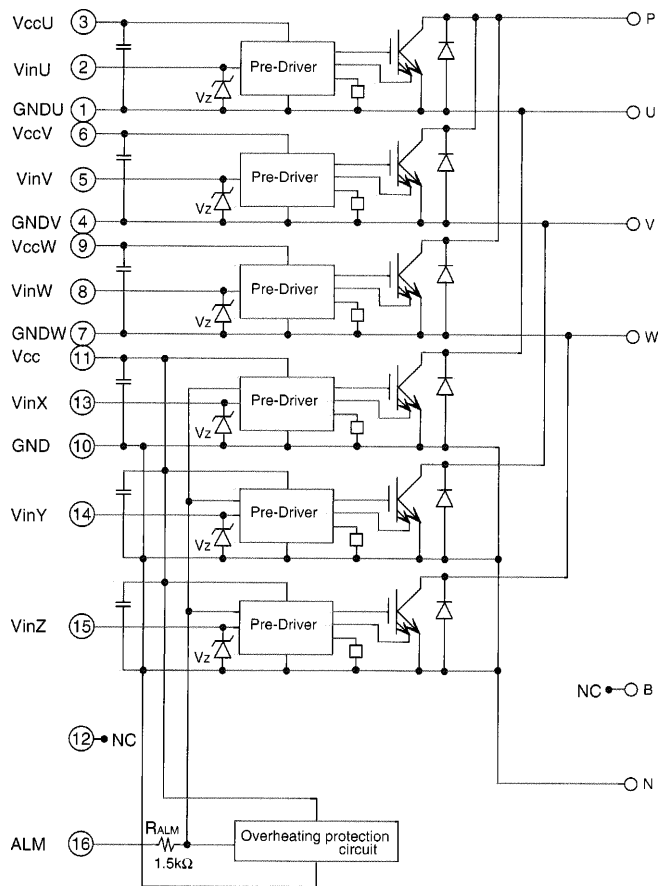 VccU 3 P
VinU 2 Pre-Driver
Vz
GNDU 1 U
VccV 6
VinV 5 Pre-Driver
Vz
GNDV 4 V
VccW 9
VinW 8 Pre-Driver
Vz
GNDW 7 W
Vcc 11
VinX 13 Pre-Driver
Vz
GND 10
VinY 14 Pre-Driver
Vz
VinZ 15 Pre-Driver
Vz
NC B
12 NC
N
ALM 16 RALM Overheating protection
1.5kΩ circuit